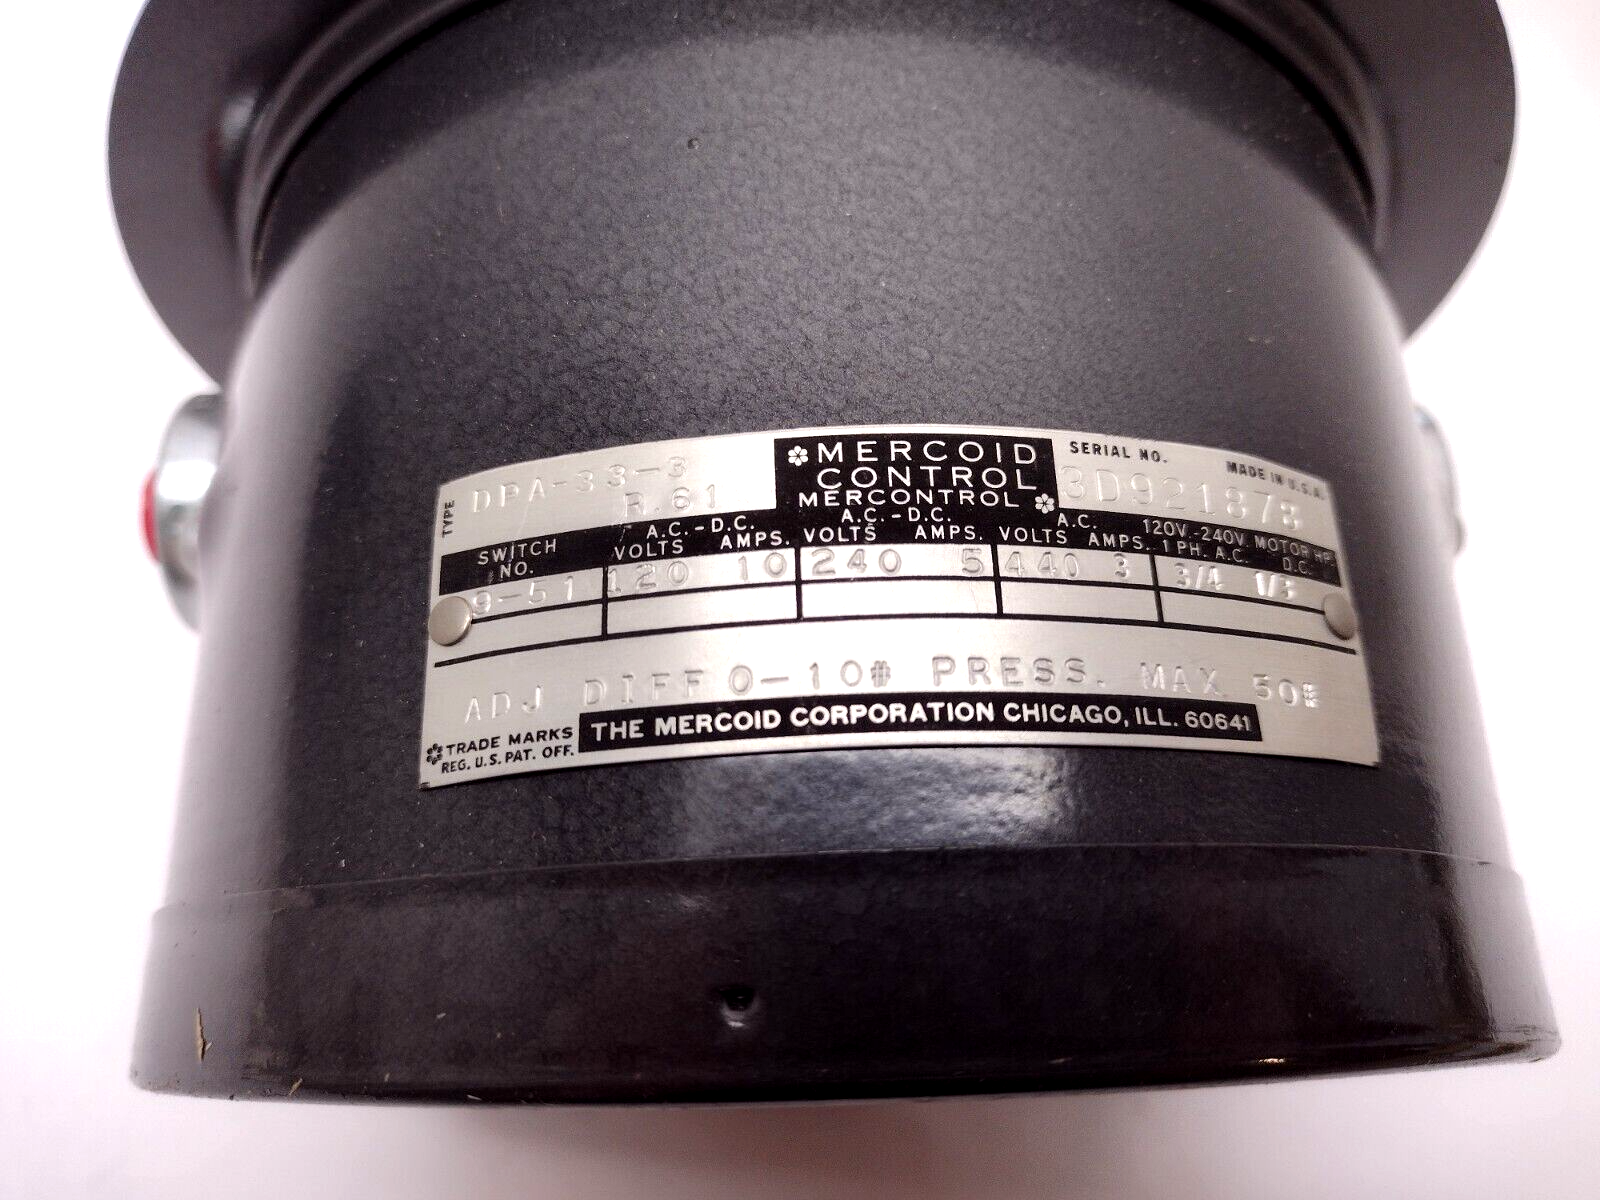 TYPE DPA-33-3
R.61
MERCOID
CONTROL
MERCONTROL
SERIAL NO.
MADE IN U.S.A.
3D921873
SWITCH NO.
A.C.-D.C.
VOLTS AMPS.
A.C.-D.C.
VOLTS AMPS.
A.C.
VOLTS AMPS.
120V.-240V. MOTOR HP.
1 PH. A.C. D.C.
9-51 120 10 240 5 440 3 3/4 1/3
ADJ DIFF 0-10# PRESS. MAX 50#
TRADE MARKS
REG. U.S. PAT. OFF.
THE MERCOID CORPORATION CHICAGO, ILL. 60641